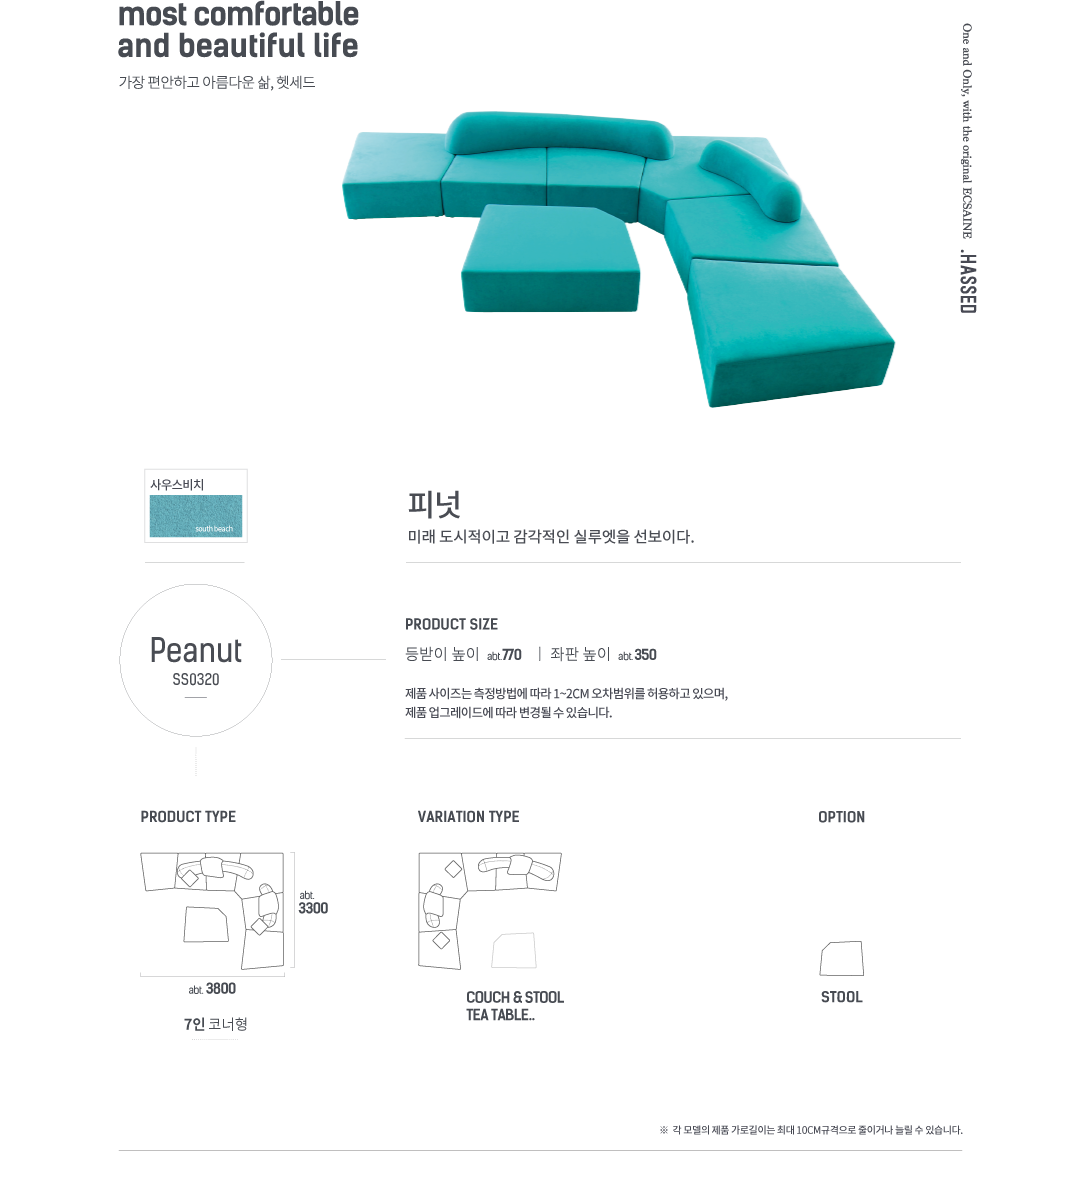 most comfortable
and beautiful life
가장 편안하고 아름다운 삶, 헷세드
One and Only, with the original ECSAINE .HASSED
사우스비치
south beach
피넛
미래 도시적이고 감각적인 실루엣을 선보이다.
Peanut
SS0320
PRODUCT SIZE
등받이 높이 abt.770 | 좌판 높이 abt.350
제품 사이즈는 측정방법에 따라 1~2CM 오차범위를 허용하고 있으며,
제품 업그레이드에 따라 변경될 수 있습니다.
PRODUCT TYPE
abt.
3300
abt. 3800
7인 코너형
VARIATION TYPE
COUCH & STOOL
TEA TABLE..
OPTION
STOOL
※ 각 모델의 제품 가로길이는 최대 10CM규격으로 줄이거나 늘릴 수 있습니다.